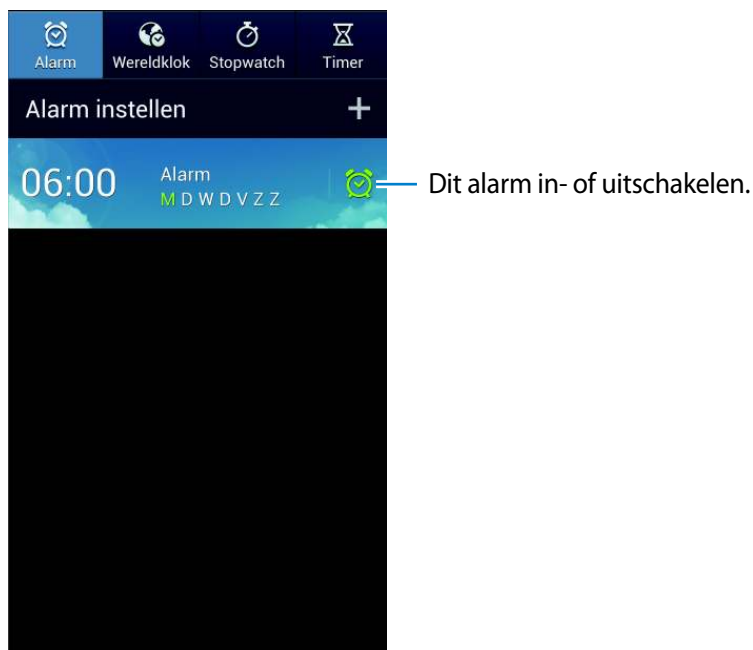 Alarm Wereldklok Stopwatch Timer
Alarm instellen +
06:00
Alarm
M D W D V Z Z
Dit alarm in- of uitschakelen.